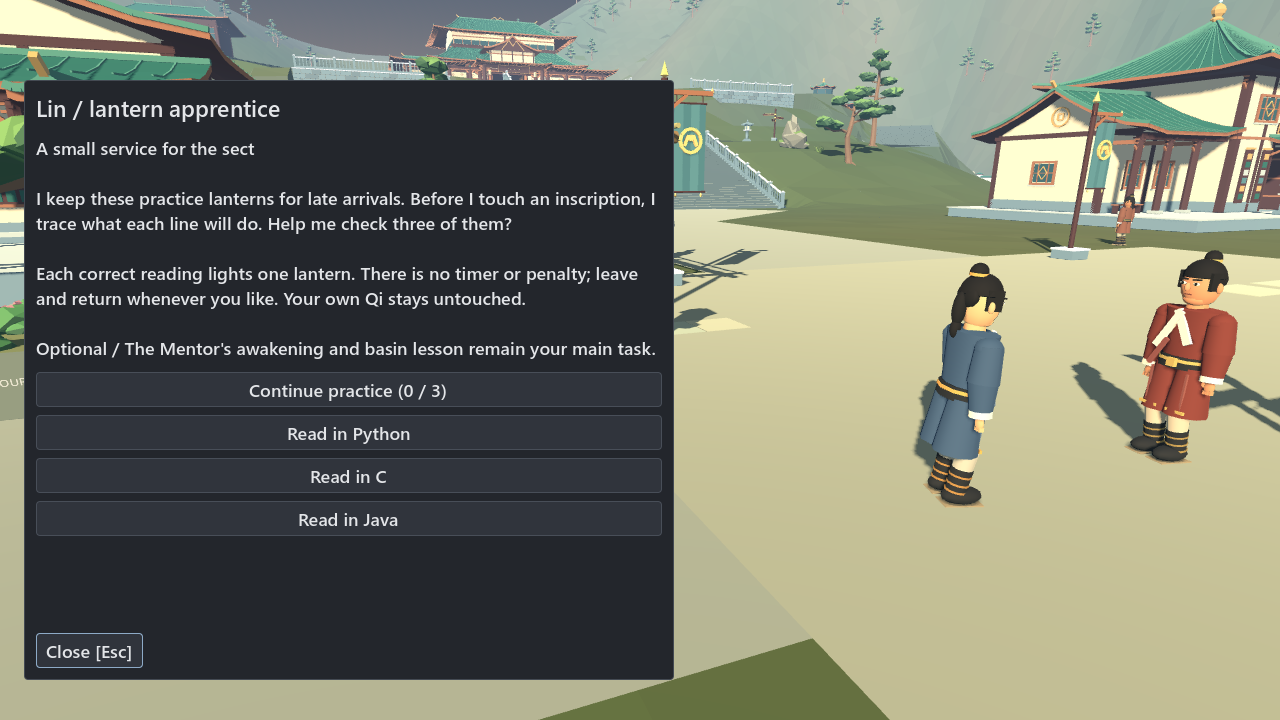 Lin / lantern apprentice
A small service for the sect
I keep these practice lanterns for late arrivals. Before I touch an inscription, I
trace what each line will do. Help me check three of them?
Each correct reading lights one lantern. There is no timer or penalty; leave
and return whenever you like. Your own Qi stays untouched.
Optional / The Mentor's awakening and basin lesson remain your main task.
Continue practice (0 / 3)
Read in Python
Read in C
Read in Java
Close [Esc]